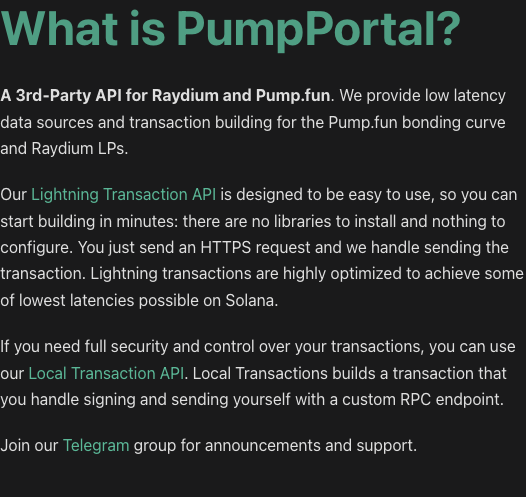 What is PumpPortal?
A 3rd-Party API for Raydium and Pump.fun. We provide low latency
data sources and transaction building for the Pump.fun bonding curve
and Raydium LPs.
Our Lightning Transaction API is designed to be easy to use, so you can
start building in minutes: there are no libraries to install and nothing to
configure. You just send an HTTPS request and we handle sending the
transaction. Lightning transactions are highly optimized to achieve some
of lowest latencies possible on Solana.
If you need full security and control over your transactions, you can use
our Local Transaction API. Local Transactions builds a transaction that
you handle signing and sending yourself with a custom RPC endpoint.
Join our Telegram group for announcements and support.